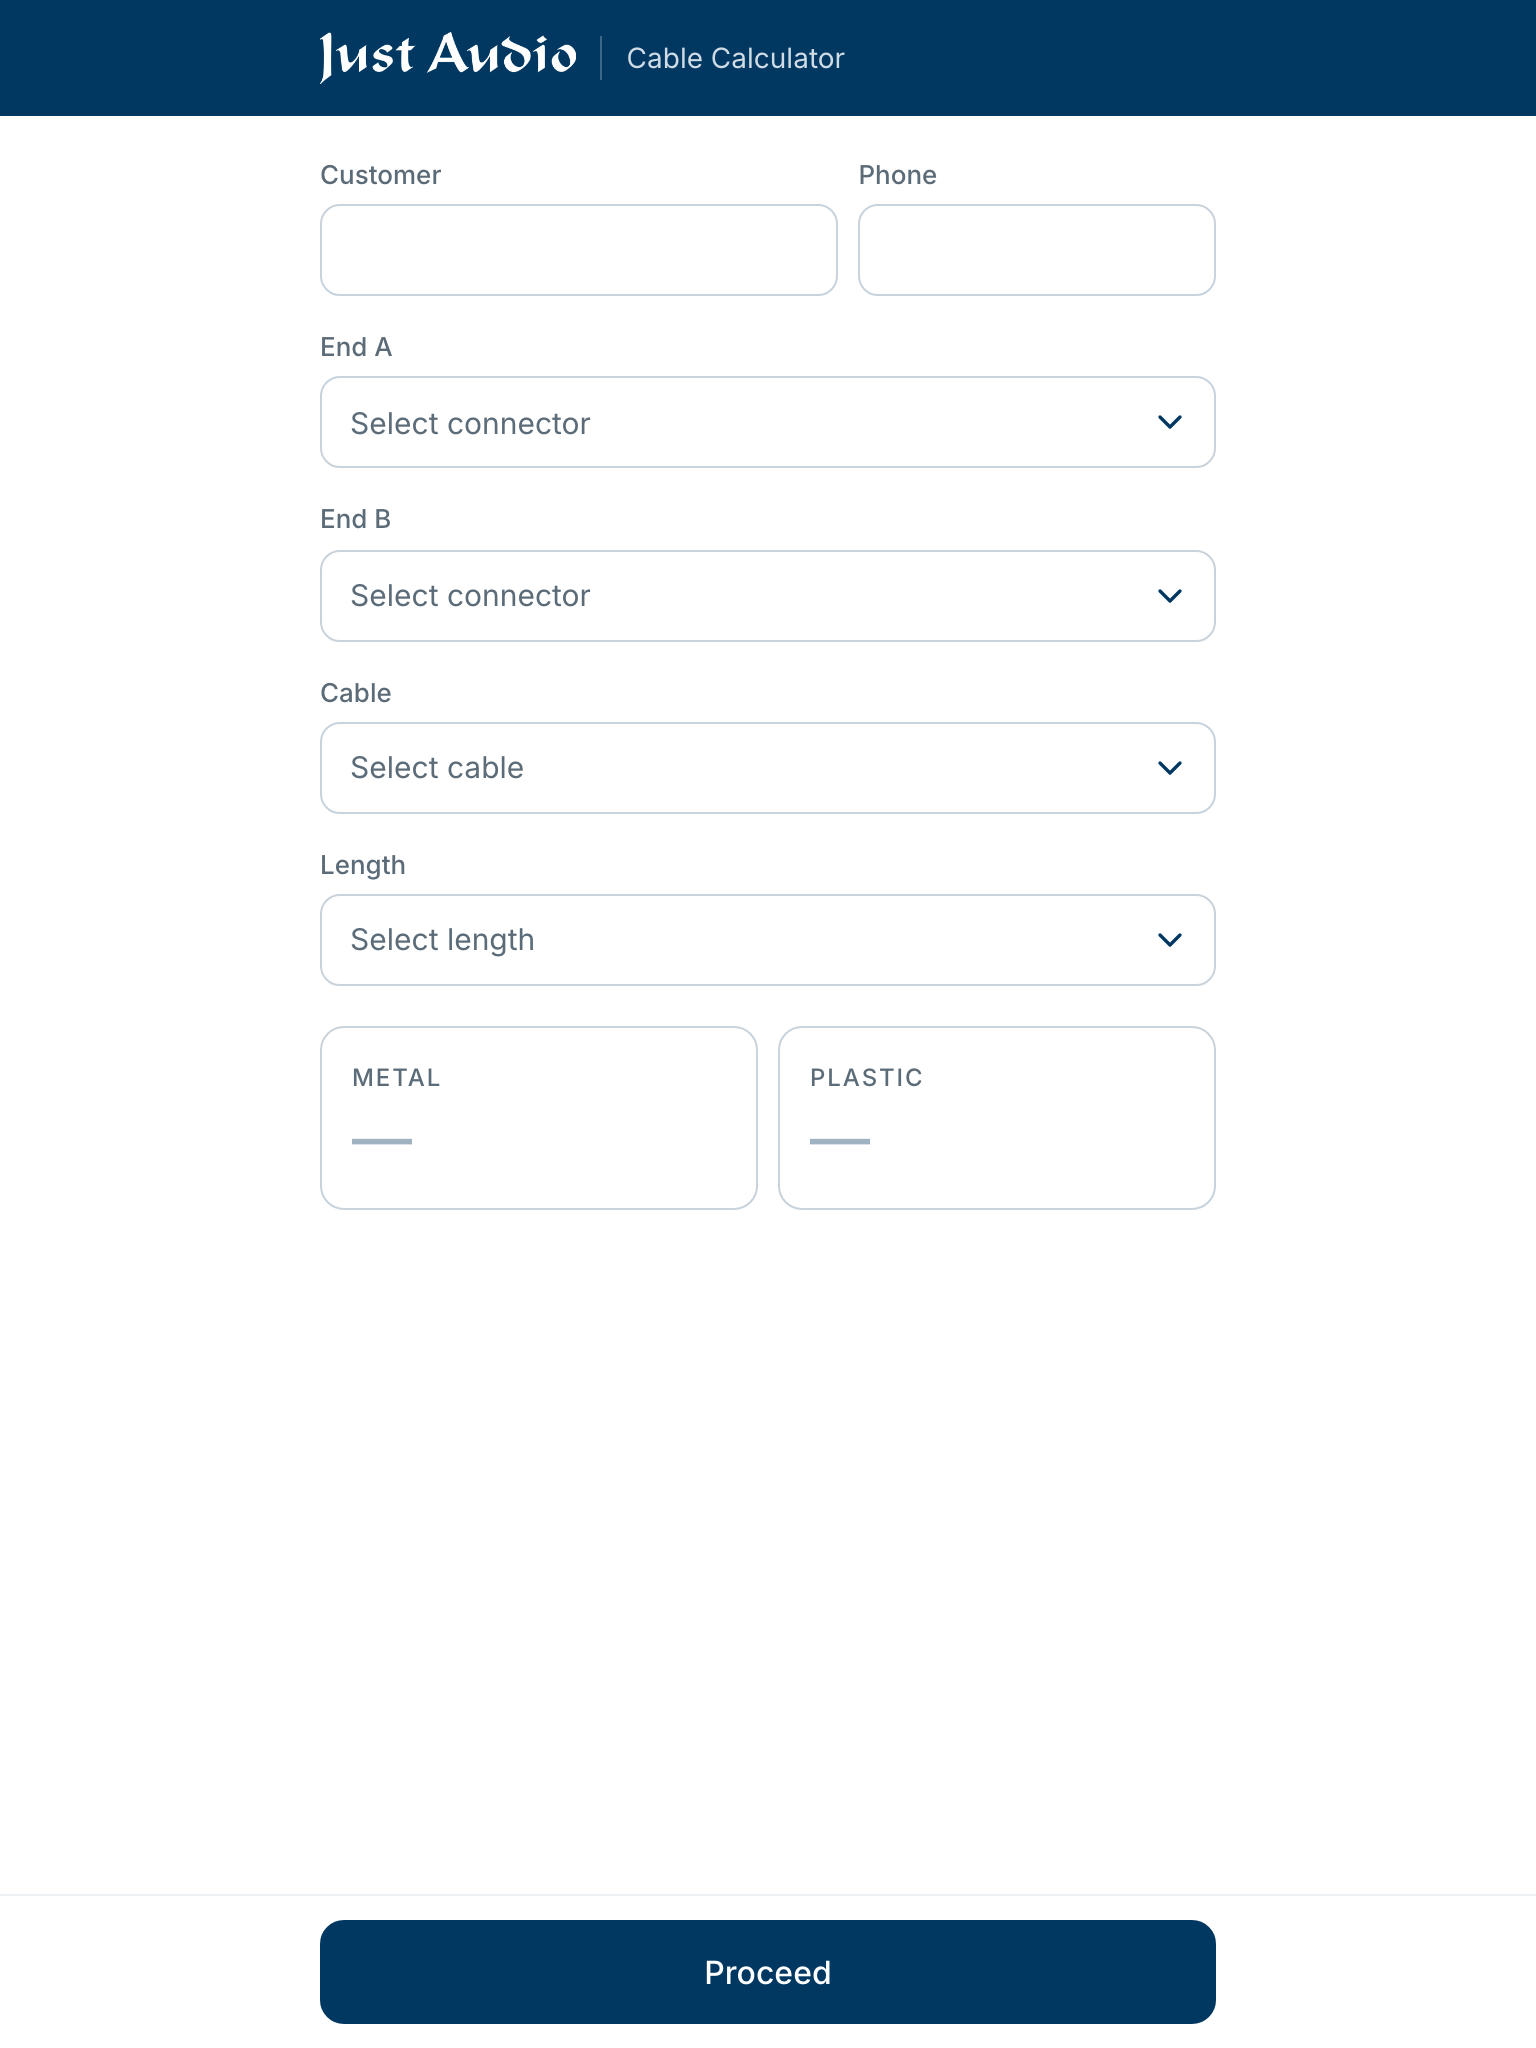 Just Audio Cable Calculator
Customer Phone
End A
Select connector
End B
Select connector
Cable
Select cable
Length
Select length
METAL PLASTIC
— —
Proceed